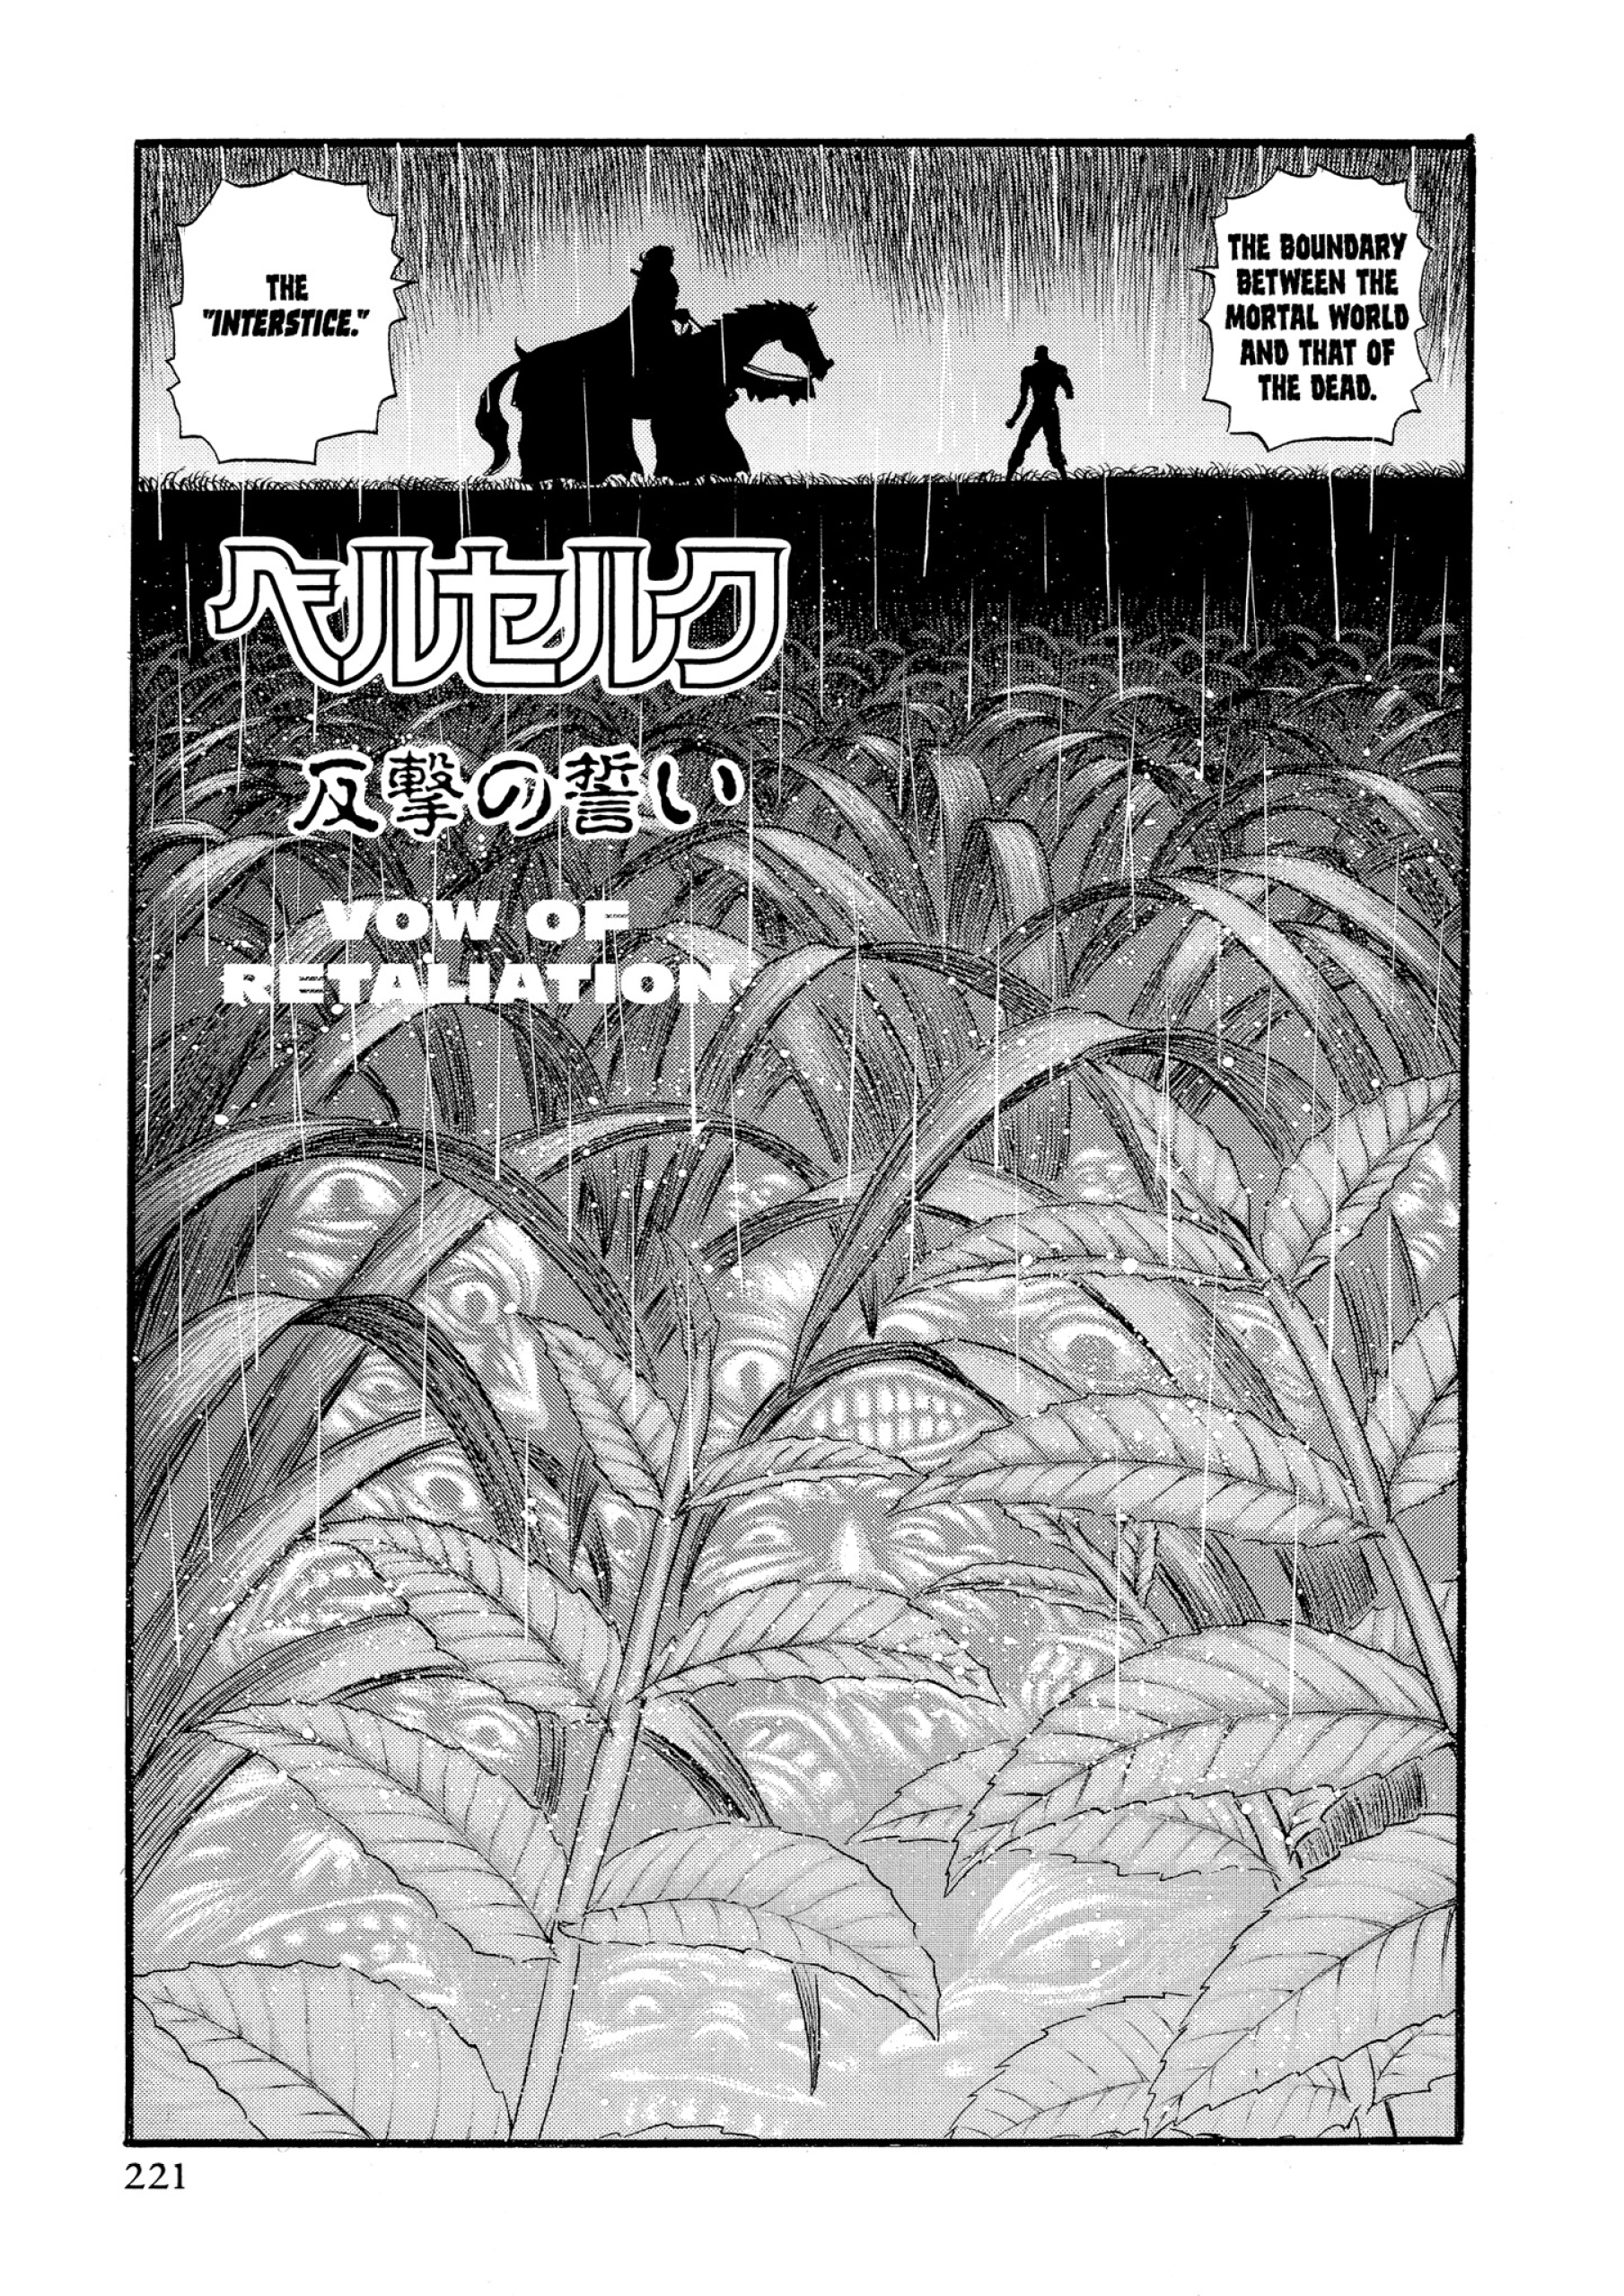 THE BOUNDARY
BETWEEN THE
MORTAL WORLD
AND THAT OF
THE DEAD.
THE
"INTERSTICE."
ベルセルク
反撃の誓い
VOW OF
RETALIATION
221